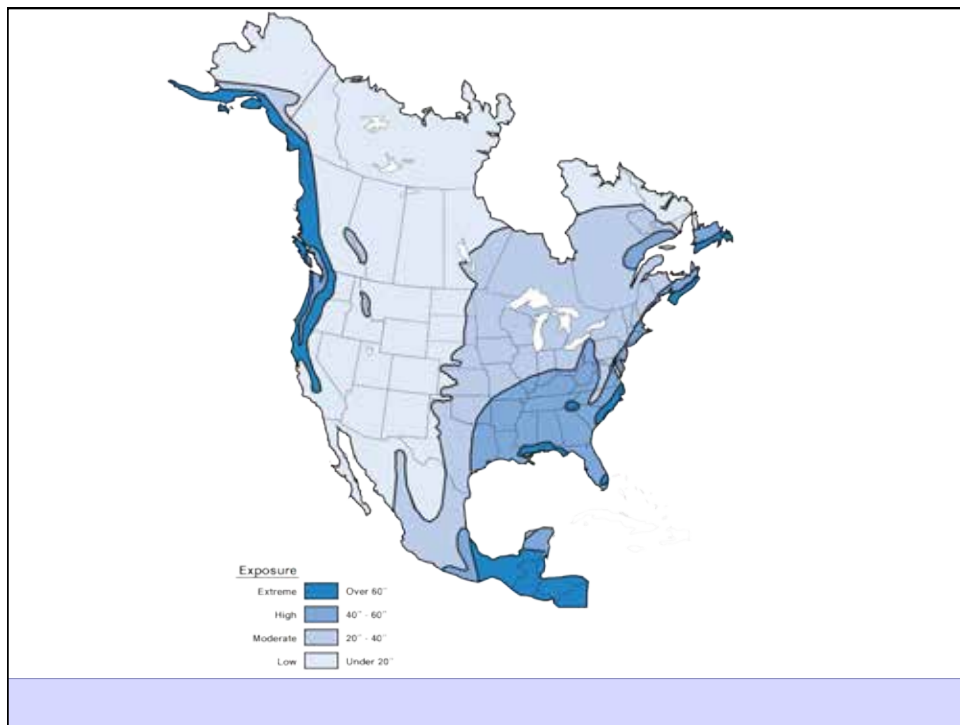 Exposure
Extreme Over 60"
High 40" - 60"
Moderate 20" - 40"
Low Under 20"